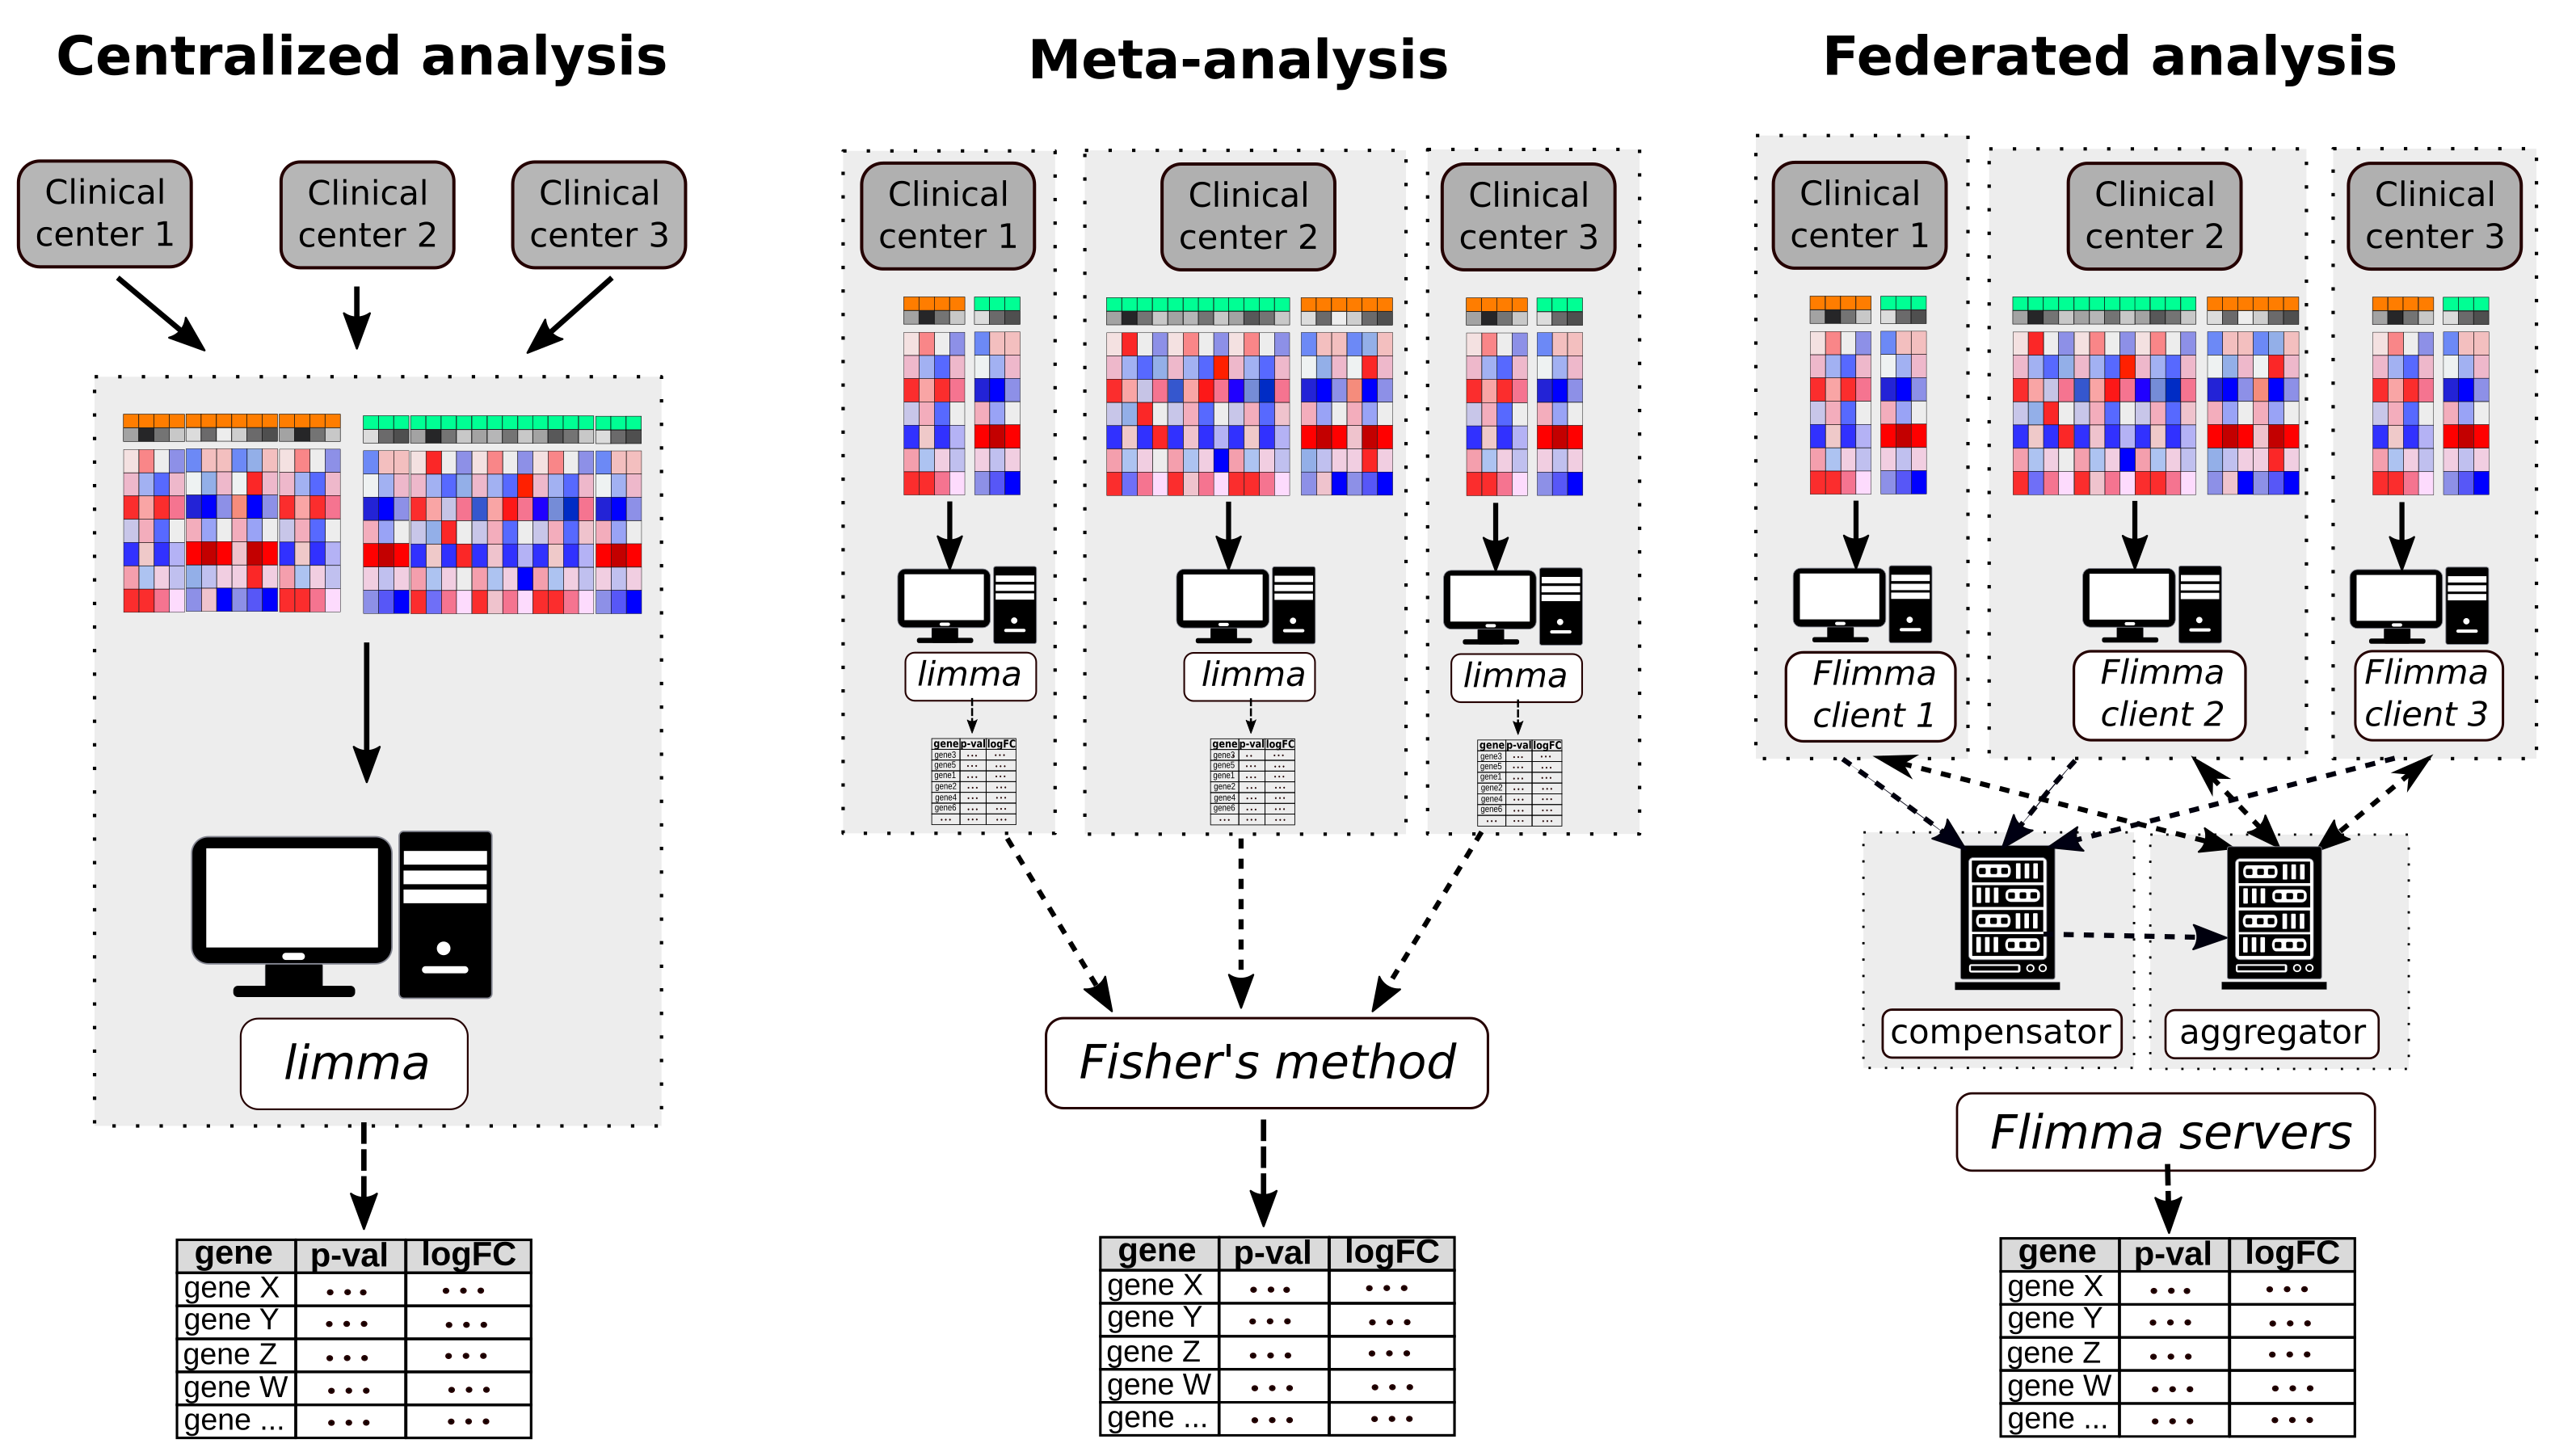 Centralized analysis
Clinical
center 1
Clinical
center 2
Clinical
center 3
limma
gene p-val logFC
gene X ... ...
gene Y ... ...
gene Z ... ...
gene W ... ...
gene ... ... ...
Meta-analysis
Clinical
center 1
Clinical
center 2
Clinical
center 3
limma
limma
limma
gene p-val logFC
gene3 ... ...
gene5 ... ...
gene1 ... ...
gene2 ... ...
gene4 ... ...
gene6 ... ...
... ... ...
gene p-val logFC
gene3 .. ...
gene5 ... ...
gene1 ... ...
gene2 ... ...
gene4 ... ...
gene6 ... ...
... ... ...
gene p-val logFC
gene3 ... ...
gene5 ... ...
gene1 ... ...
gene2 ... ...
gene4 ... ...
gene6 ... ...
... ... ...
Fisher's method
gene p-val logFC
gene X ... ...
gene Y ... ...
gene Z ... ...
gene W ... ...
gene ... ... ...
Federated analysis
Clinical
center 1
Clinical
center 2
Clinical
center 3
Flimma
client 1
Flimma
client 2
Flimma
client 3
compensator
aggregator
Flimma servers
gene p-val logFC
gene X ... ...
gene Y ... ...
gene Z ... ...
gene W ... ...
gene ... ... ...